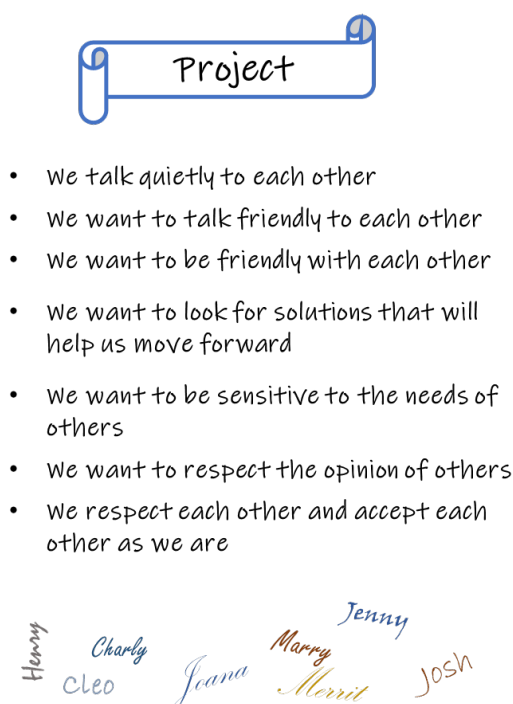 Project
• We talk quietly to each other
• We want to talk friendly to each other
• We want to be friendly with each other
• We want to look for solutions that will
help us move forward
• We want to be sensitive to the needs of
others
• We want to respect the opinion of others
• We respect each other and accept each
other as we are
Jenny
Henry
Charly
Marry
Cleo
Joana
Merrit
Josh